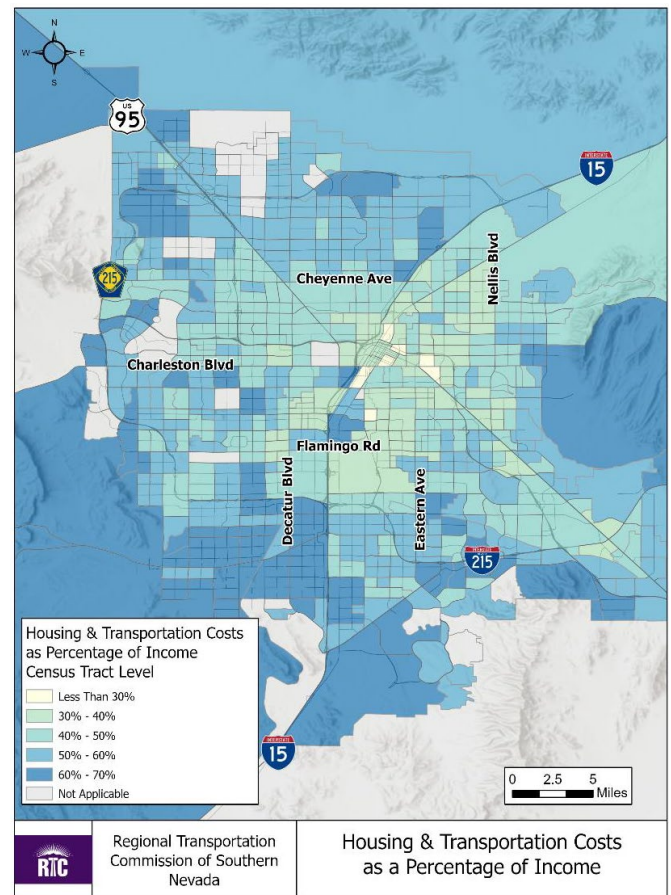 N
W
E
S
US
95
INTERSTATE
15
215
Cheyenne Ave
Nellis Blvd
Charleston Blvd
Flamingo Rd
Decatur Blvd
Eastern Ave
INTERSTATE
215
Housing & Transportation Costs
as Percentage of Income
Census Tract Level
Less Than 30%
30% - 40%
40% - 50%
50% - 60%
60% - 70%
Not Applicable
INTERSTATE
15
0 2.5 5
Miles
RTC
Regional Transportation
Commission of Southern
Nevada
Housing & Transportation Costs
as a Percentage of Income